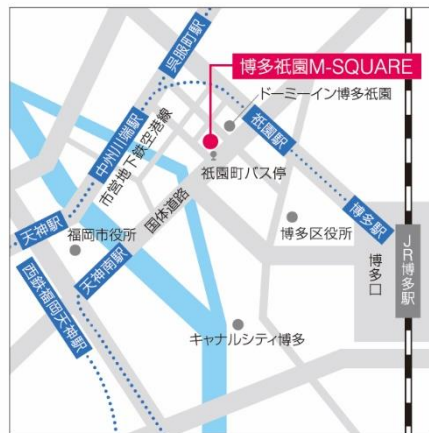 呉服町駅
博多祇園M-SQUARE
ドーミーイン博多祇園
中州川端駅
市営地下鉄空港線
祇園駅
祇園町バス停
国体道路
天神駅
福岡市役所
博多区役所
博多駅
JR博多駅
博多口
天神南駅
西鉄福岡天神駅
キャナルシティ博多